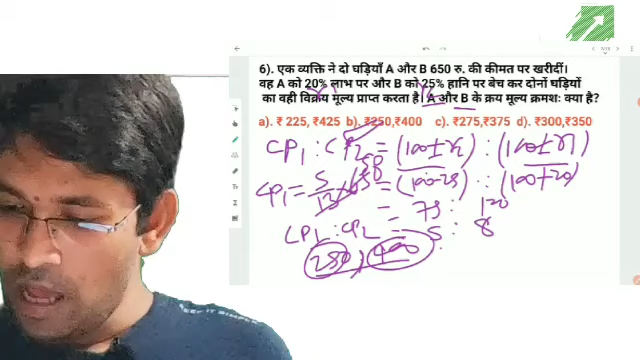 6). एक व्यक्ति ने दो घड़ियाँ A और B 650 रु. की कीमत पर खरीदीं।
वह A को 20% लाभ पर और B को 25% हानि पर बेच कर दोनों घड़ियों
का वही विक्रय मूल्य प्राप्त करता है। A और B के क्रय मूल्य क्रमशः क्या है?
a). ₹ 225, ₹425 b). ₹250,₹400 c). ₹275,₹375 d). ₹300,₹350
CP₁ : CP₂ = (100±r₂) : (100±r₁)
CP₁ = 5/13 = (100-25) : (100+20)
= 75 : 120
CP₁ : CP₂ = 5 : 8
250, 400